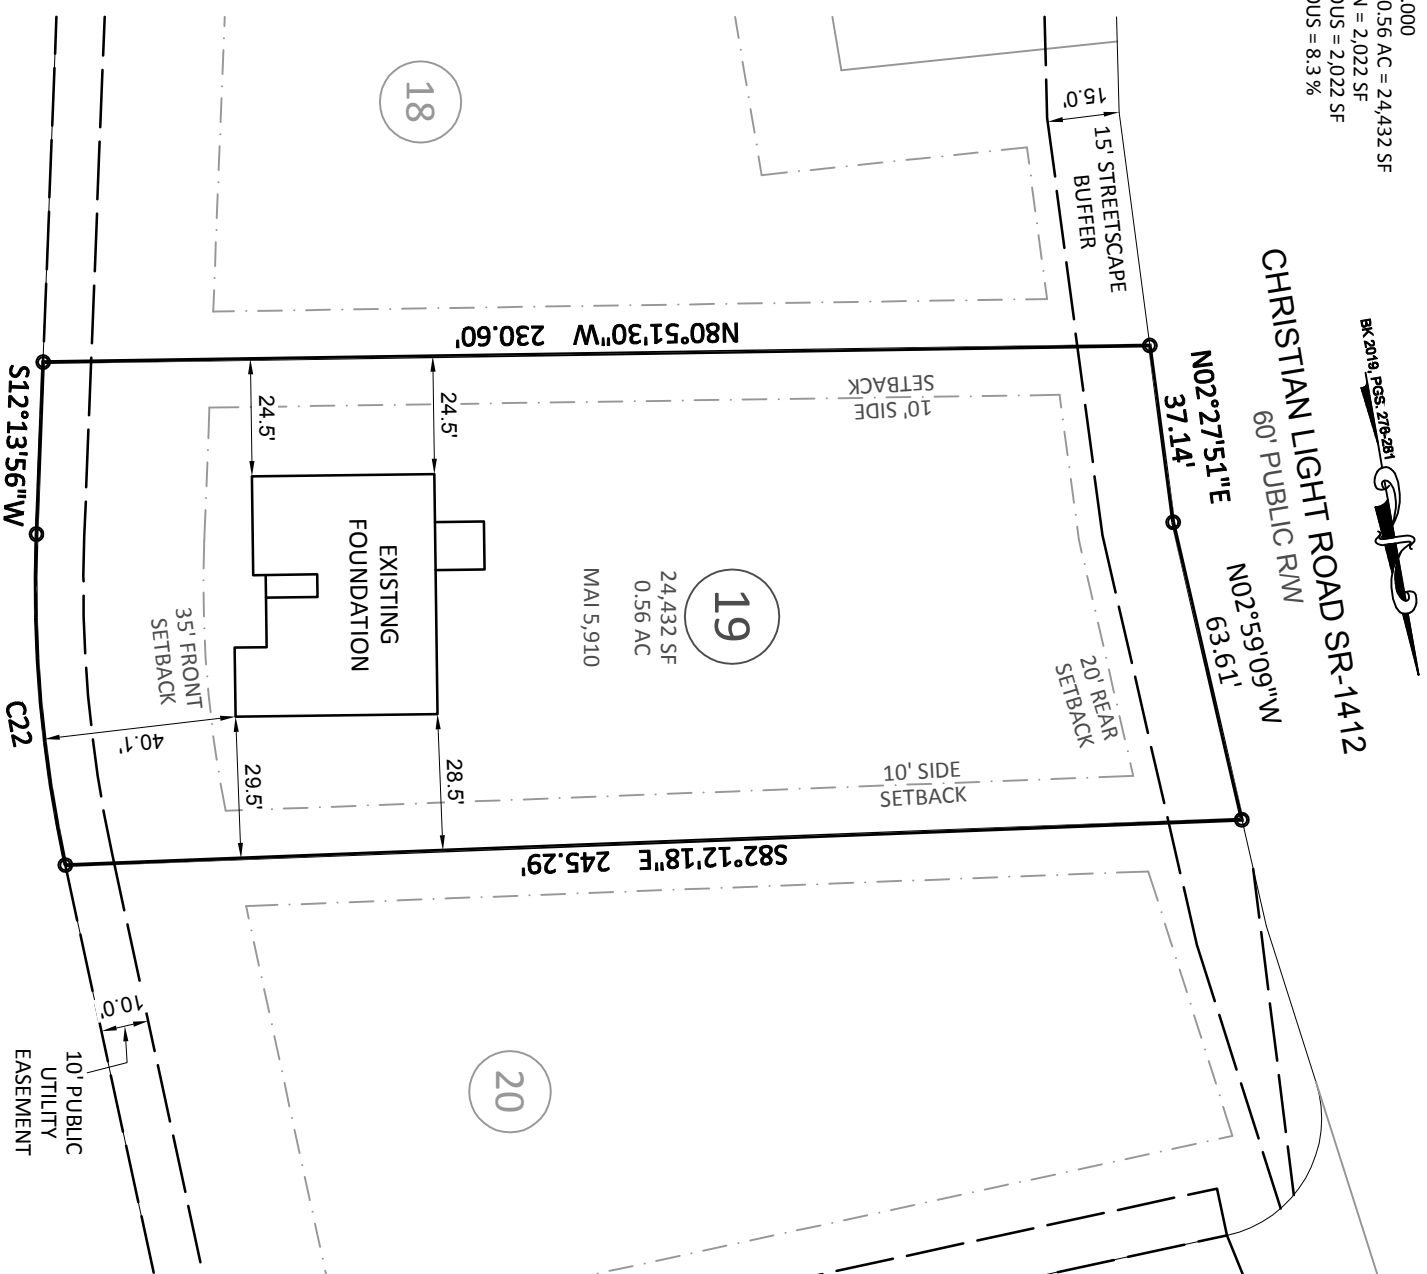 .000
0.56 AC = 24,432 SF
N = 2,022 SF
OUS = 2,022 SF
OUS = 8.3 %
BK 2019, PGS. 276-281
CHRISTIAN LIGHT ROAD SR-1412
60' PUBLIC R/W
N02°27'51"E
37.14'
N02°59'09"W
63.61'
15.0'
15' STREETSCAPE
BUFFER
18
N80°51'30"W 230.60'
10' SIDE
SETBACK
20' REAR
SETBACK
19
24,432 SF
0.56 AC
MAI 5,910
24.5'
24.5'
EXISTING
FOUNDATION
35' FRONT
SETBACK
40.1'
28.5'
29.5'
10' SIDE
SETBACK
S82°12'18"E 245.29'
S12°13'56"W
C22
20
10.0'
10' PUBLIC
UTILITY
EASEMENT